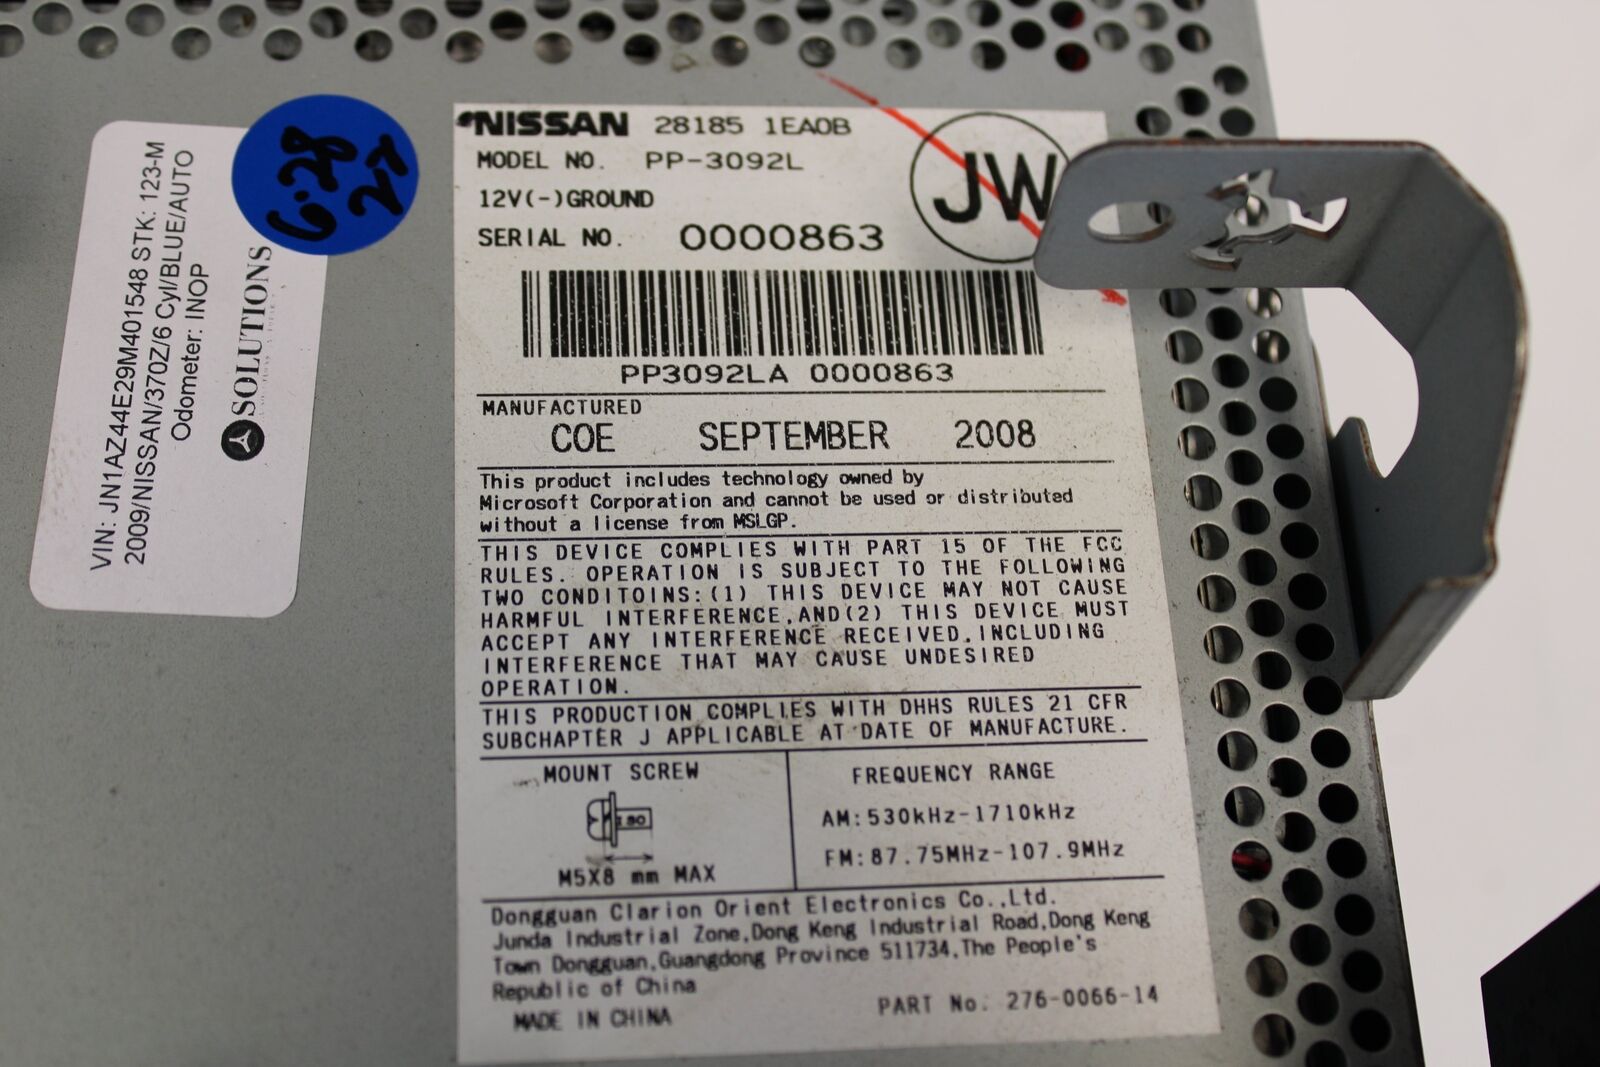 VIN: JN1AZ44E29M401548 STK: 123-M
2009/NISSAN/370Z/6 Cyl/BLUE/AUTO
Odometer: INOP
SOLUTIONS
6.28
27
NISSAN 28185 1EA0B
MODEL NO. PP-3092L
12V(-)GROUND
SERIAL NO. 0000863
JW
PP3092LA 0000863
MANUFACTURED
COE SEPTEMBER 2008
This product includes technology owned by
Microsoft Corporation and cannot be used or distributed
without a license from MSLGP.
THIS DEVICE COMPLIES WITH PART 15 OF THE FCC
RULES. OPERATION IS SUBJECT TO THE FOLLOWING
TWO CONDITOINS:(1) THIS DEVICE MAY NOT CAUSE
HARMFUL INTERFERENCE,AND(2) THIS DEVICE MUST
ACCEPT ANY INTERFERENCE RECEIVED,INCLUDING
INTERFERENCE THAT MAY CAUSE UNDESIRED
OPERATION.
THIS PRODUCTION COMPLIES WITH DHHS RULES 21 CFR
SUBCHAPTER J APPLICABLE AT DATE OF MANUFACTURE.
MOUNT SCREW
ISO
M5X8 mm MAX
FREQUENCY RANGE
AM:530kHz-1710kHz
FM:87.75MHz-107.9MHz
Dongguan Clarion Orient Electronics Co.,Ltd.
Junda Industrial Zone,Dong Keng Industrial Road,Dong Keng
Town Dongguan,Guangdong Province 511734,The People's
Republic of China
MADE IN CHINA
PART No. 276-0066-14